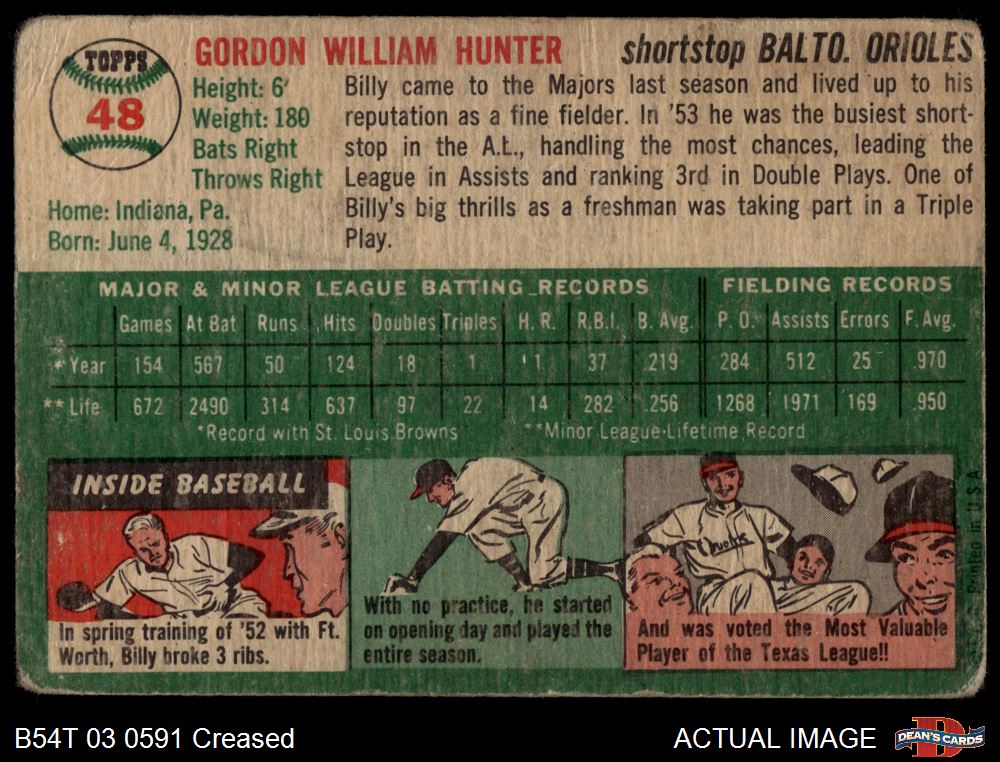 TOPPS
48
GORDON WILLIAM HUNTER shortstop BALTO. ORIOLES
Height: 6'
Weight: 180
Bats Right
Throws Right
Home: Indiana, Pa.
Born: June 4, 1928
Billy came to the Majors last season and lived up to his
reputation as a fine fielder. In '53 he was the busiest short-
stop in the A.L., handling the most chances, leading the
League in Assists and ranking 3rd in Double Plays. One of
Billy's big thrills as a freshman was taking part in a Triple
Play.
MAJOR & MINOR LEAGUE BATTING RECORDS FIELDING RECORDS
Games At Bat Runs Hits Doubles Triples H. R. R.B.I. B. Avg. P. O. Assists Errors F. Avg.
* Year 154 567 50 124 18 1 1 37 .219 284 512 25 .970
** Life 672 2490 314 637 97 22 14 282 .256 1268 1971 169 .950
*Record with St. Louis Browns **Minor League-Lifetime Record
INSIDE BASEBALL
In spring training of '52 with Ft.
Worth, Billy broke 3 ribs.
With no practice, he started
on opening day and played the
entire season.
And was voted the Most Valuable
Player of the Texas League!!
Printed in U.S.A.
B54T 03 0591 Creased
ACTUAL IMAGE
DEAN'S CARDS